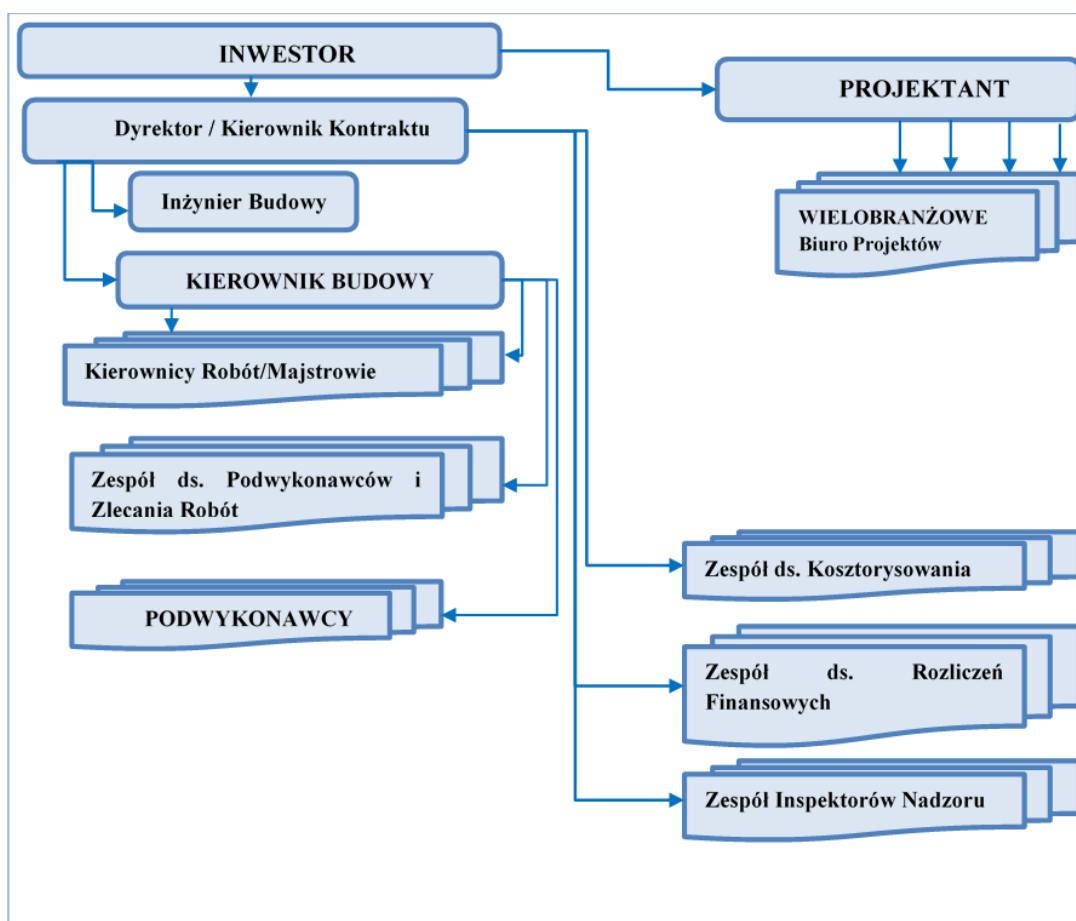 INWESTOR
PROJEKTANT
Dyrektor / Kierownik Kontraktu
Inżynier Budowy
WIELOBRANŻOWE
Biuro Projektów
KIEROWNIK BUDOWY
Kierownicy Robót/Majstrowie
Zespół ds. Podwykonawców i
Zlecania Robót
Zespół ds. Kosztorysowania
PODWYKONAWCY
Zespół ds. Rozliczeń
Finansowych
Zespół Inspektorów Nadzoru